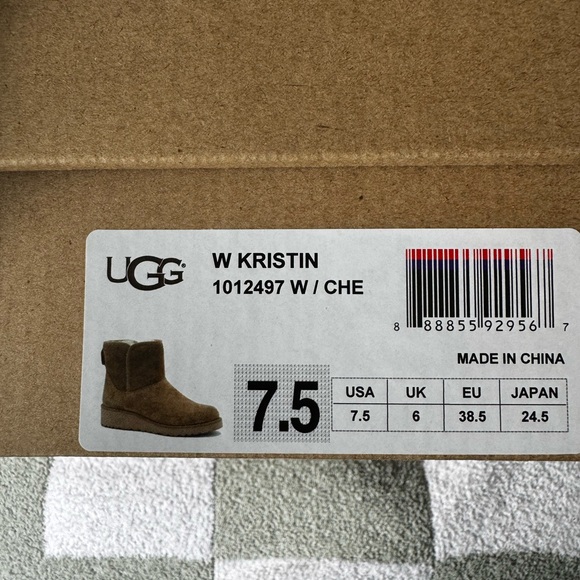 UGG®
W KRISTIN
1012497 W / CHE
8 88855 92956 7
MADE IN CHINA
7.5
USA UK EU JAPAN
7.5 6 38.5 24.5